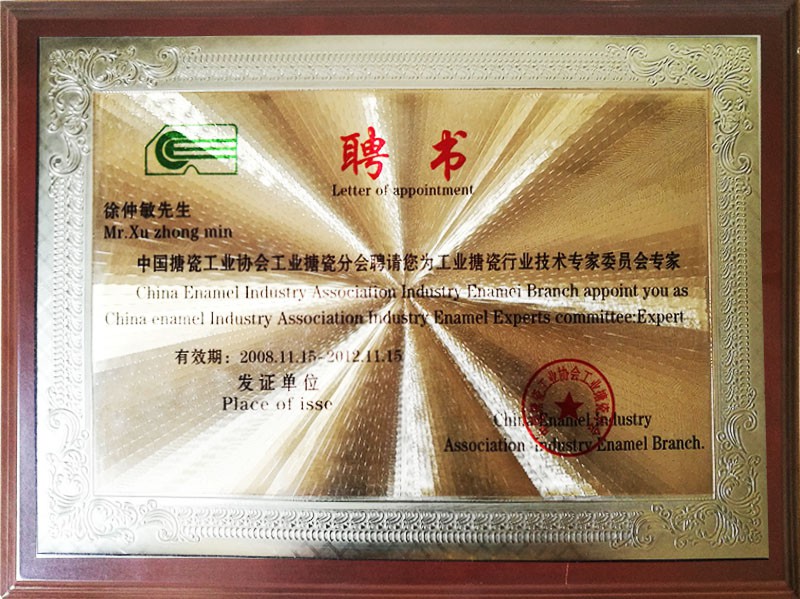 聘书
Letter of appointment
徐仲敏先生
Mr.Xu zhong min
中国搪瓷工业协会工业搪瓷分会聘请您为工业搪瓷行业技术专家委员会专家
China Enamel Industry Association Industry Enamel Branch appoint you as
China enamel Industry Association Industry Enamel Experts committe:Expert
有效期：2008.11.15-2012.11.15
发证单位
Place of isse
China Enamel Industry
Association industry Enamel Branch.